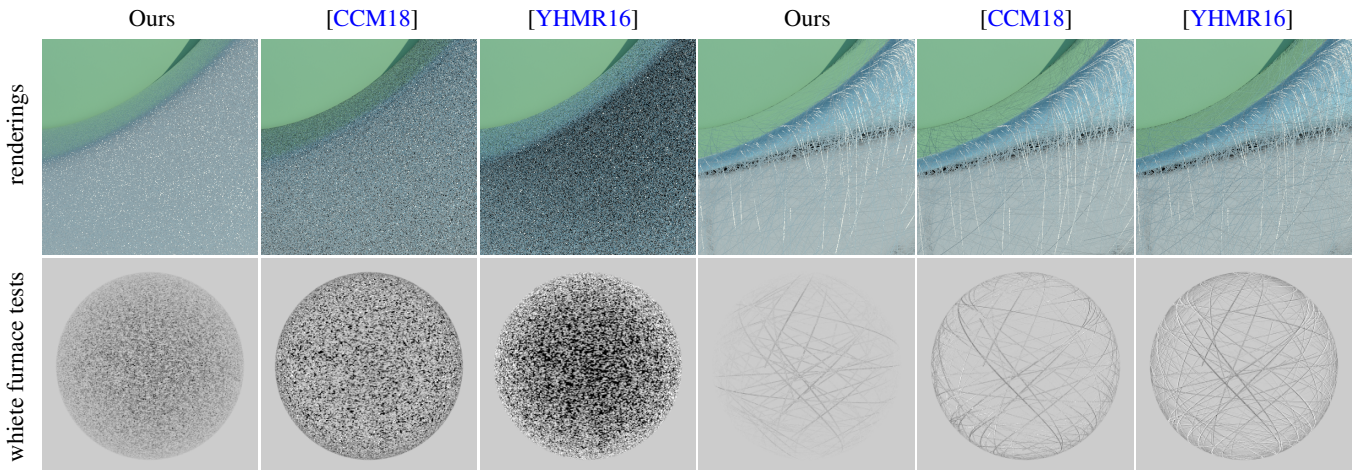 Ours [CCM18] [YHMR16] Ours [CCM18] [YHMR16]
renderings
whiete furnace tests